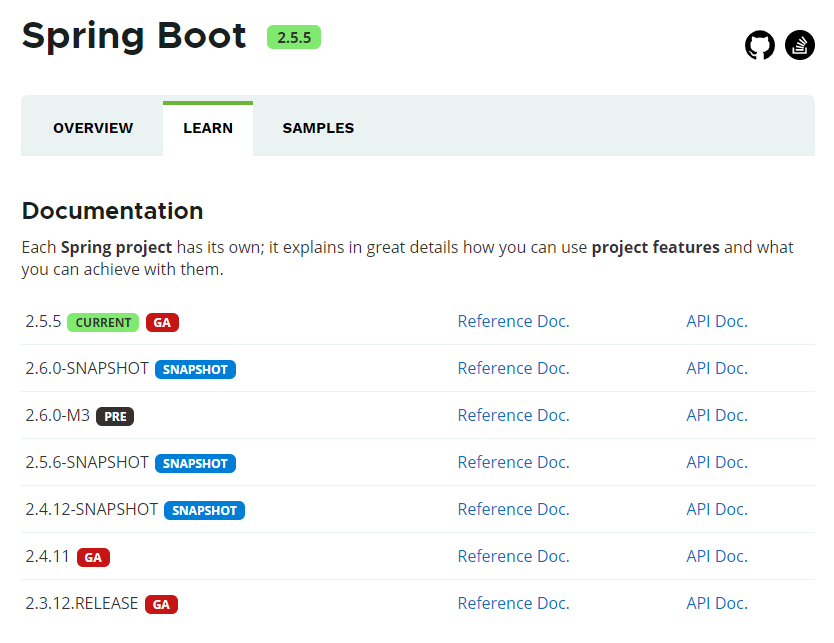 Spring Boot 2.5.5
OVERVIEW LEARN SAMPLES
Documentation
Each Spring project has its own; it explains in great details how you can use project features and what
you can achieve with them.
2.5.5 CURRENT GA Reference Doc. API Doc.
2.6.0-SNAPSHOT SNAPSHOT Reference Doc. API Doc.
2.6.0-M3 PRE Reference Doc. API Doc.
2.5.6-SNAPSHOT SNAPSHOT Reference Doc. API Doc.
2.4.12-SNAPSHOT SNAPSHOT Reference Doc. API Doc.
2.4.11 GA Reference Doc. API Doc.
2.3.12.RELEASE GA Reference Doc. API Doc.